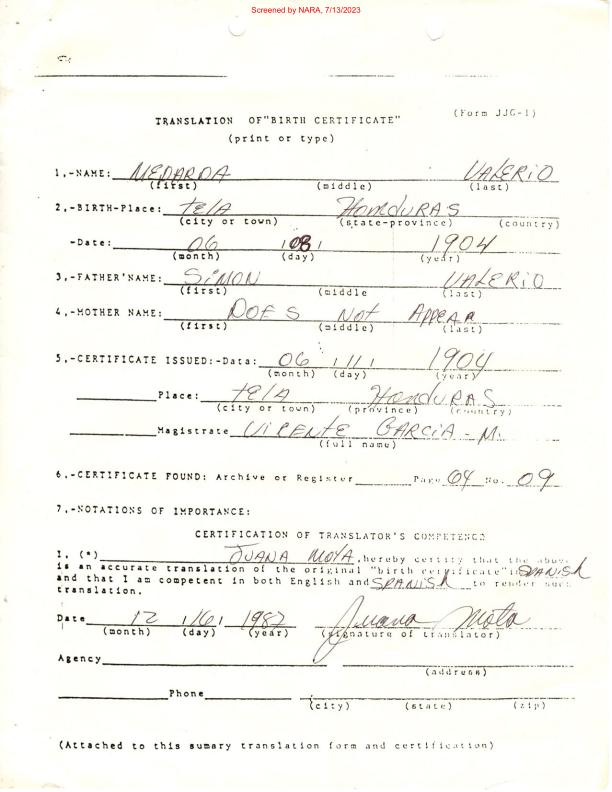 Screened by NARA, 7/13/2023
(Form JJG-1)
TRANSLATION OF"BIRTH CERTIFICATE"
(print or type)
1,-NAME: MEDARDA VALERIO
(first) (middle) (last)
2,-BIRTH-Place: TELA HONDURAS
(city or town) (state-province) (country)
-Date: 06 08 1904
(month) (day) (year)
3,-FATHER'NAME: SIMON VALERIO
(first) (middle (last)
4,-MOTHER NAME: DOES NOT APPEAR
(first) (middle) (last)
5,-CERTIFICATE ISSUED:-Data: 06 /11/ 1904
(month) (day) (year)
Place: TELA HONDURAS
(city or town) (province) (country)
Magistrate VICENTE GARCIA - M.
(full name)
6,-CERTIFICATE FOUND: Archive or Register Page 64 No. 09
7,-NOTATIONS OF IMPORTANCE:
CERTIFICATION OF TRANSLATOR'S COMPETENCE
I, (*) JUANA MOTA, hereby certify that the above
is an accurate translation of the original "birth certificate" in SPANISH
and that I am competent in both English and SPANISH to render such
translation.
Date 12 /16/ 1987 Juana Mota
(month) (day) (year) (signature of translator)
Agency
(address)
Phone
(city) (state) (zip)
(Attached to this sumary translation form and certification)